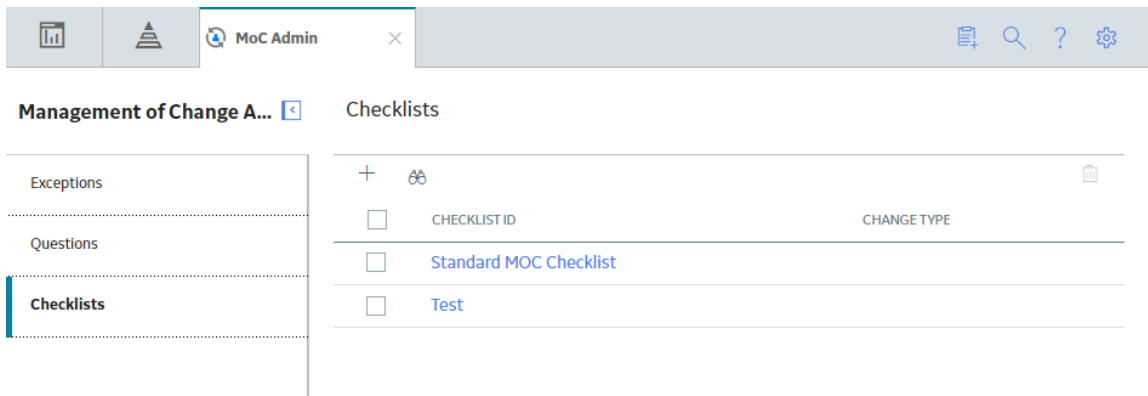 MoC Admin
Management of Change A...
Checklists
Exceptions
Questions
Checklists
CHECKLIST ID
CHANGE TYPE
Standard MOC Checklist
Test